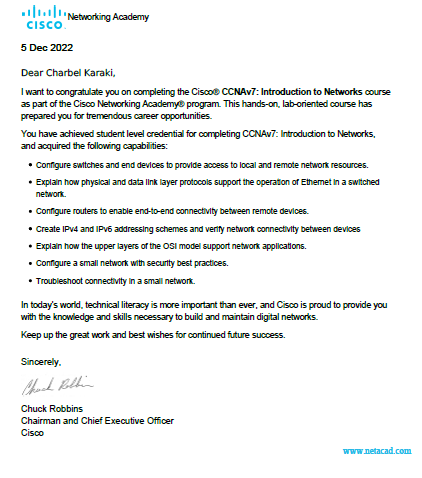 CISCO Networking Academy
5 Dec 2022
Dear Charbel Karaki,
I want to congratulate you on completing the Cisco® CCNAv7: Introduction to Networks course
as part of the Cisco Networking Academy® program. This hands-on, lab-oriented course has
prepared you for tremendous career opportunities.
You have achieved student level credential for completing CCNAv7: Introduction to Networks,
and acquired the following capabilities:
• Configure switches and end devices to provide access to local and remote network resources.
• Explain how physical and data link layer protocols support the operation of Ethernet in a switched
network.
• Configure routers to enable end-to-end connectivity between remote devices.
• Create IPv4 and IPv6 addressing schemes and verify network connectivity between devices
• Explain how the upper layers of the OSI model support network applications.
• Configure a small network with security best practices.
• Troubleshoot connectivity in a small network.
In today's world, technical literacy is more important than ever, and Cisco is proud to provide you
with the knowledge and skills necessary to build and maintain digital networks.
Keep up the great work and best wishes for continued future success.
Sincerely,
Chuck Robbins
Chuck Robbins
Chairman and Chief Executive Officer
Cisco
www.netacad.com